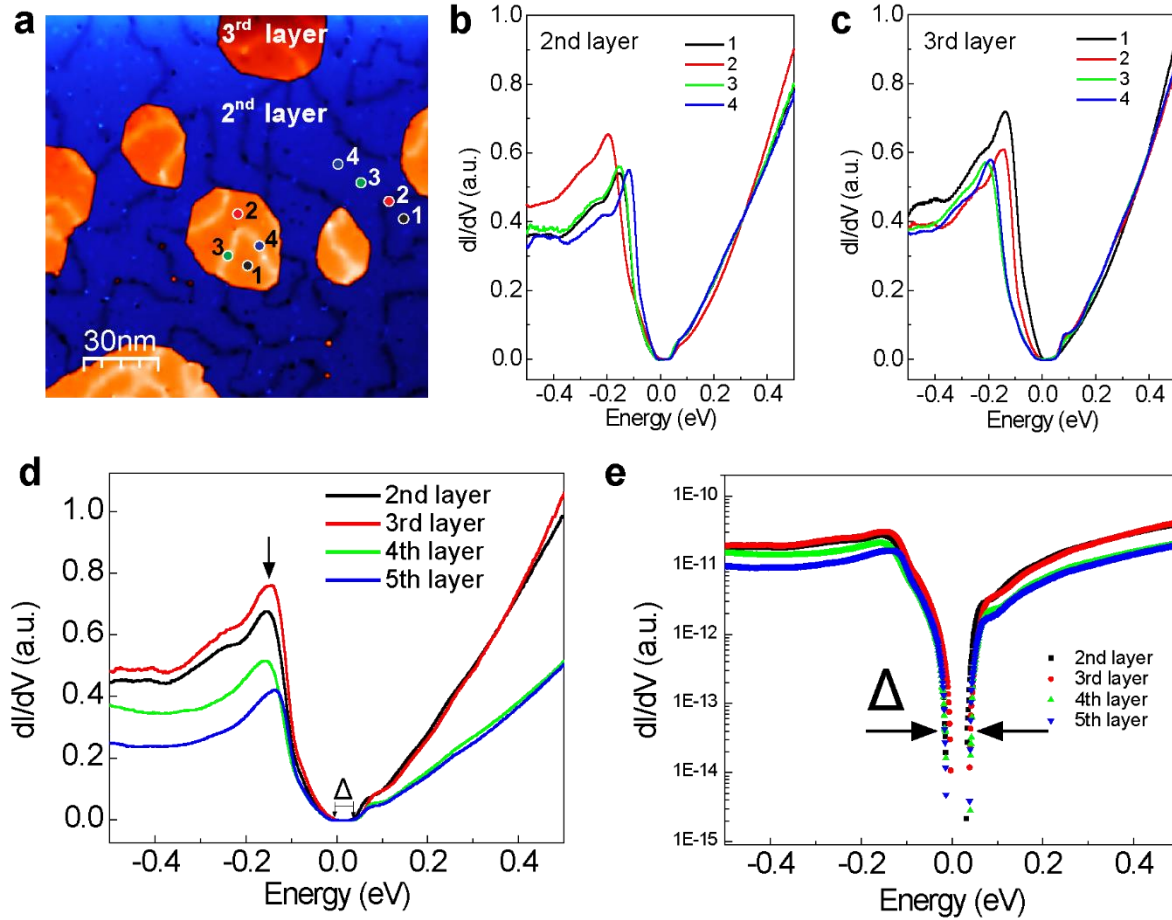 a
3rd layer
2nd layer
4
3
2
1
2
4
3
1
30nm
b
2nd layer
1
2
3
4
1.0
0.8
0.6
0.4
0.2
0.0
dI/dV (a.u.)
-0.4 -0.2 0.0 0.2 0.4
Energy (eV)
c
3rd layer
1
2
3
4
1.0
0.8
0.6
0.4
0.2
0.0
dI/dV (a.u.)
-0.4 -0.2 0.0 0.2 0.4
Energy (eV)
d
2nd layer
3rd layer
4th layer
5th layer
1.0
0.8
0.6
0.4
0.2
0.0
dI/dV (a.u.)
Δ
-0.4 -0.2 0.0 0.2 0.4
Energy (eV)
e
1E-10
1E-11
1E-12
1E-13
1E-14
1E-15
dI/dV (a.u.)
Δ
2nd layer
3rd layer
4th layer
5th layer
-0.4 -0.2 0.0 0.2 0.4
Energy (eV)